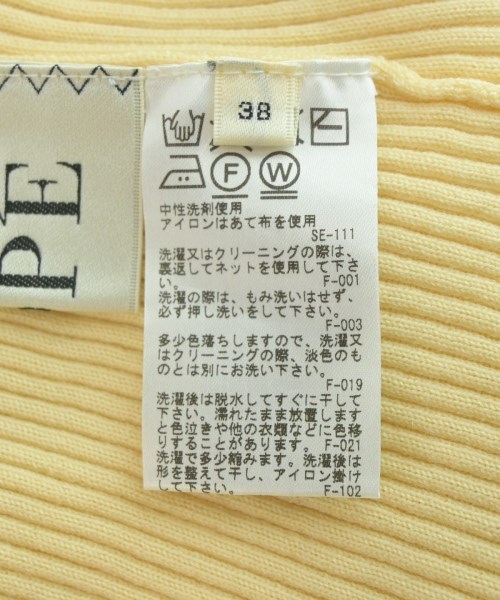 PE
38
F W
中性洗剤使用
アイロンはあて布を使用
SE-111
洗濯又はクリーニングの際は、
裏返してネットを使用して下さ
い。 F-001
洗濯の際は、もみ洗いはせず、
必ず押し洗いをして下さい。
F-003
多少色落ちしますので、洗濯又
はクリーニングの際、淡色のも
のとは別にお洗い下さい。
F-019
洗濯後は脱水してすぐに干して
下さい。濡れたまま放置します
と色泣きや他の衣類などに色移
りすることがあります。 F-021
洗濯で多少縮みます。洗濯後は
形を整えて干し、アイロン掛け
して下さい。 F-102